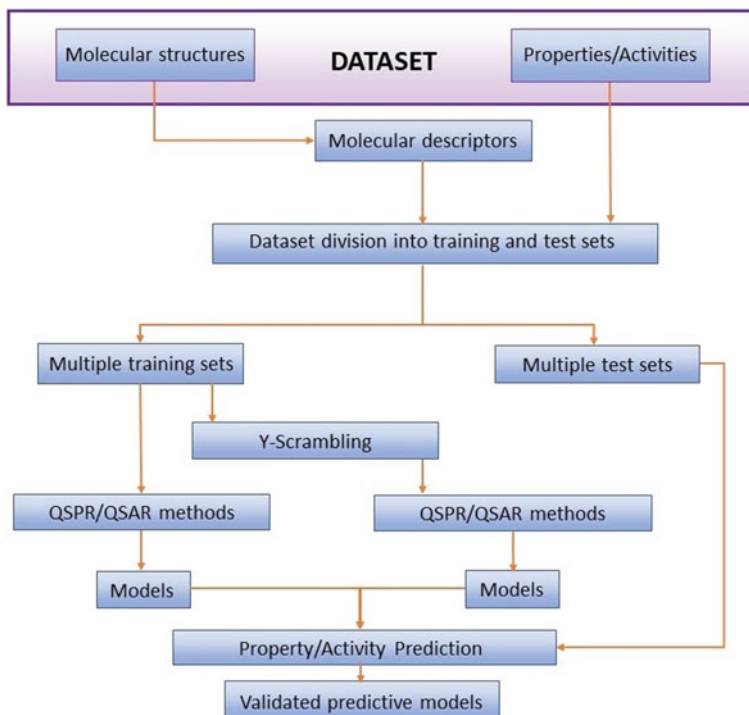 Molecular structures
DATASET
Properties/Activities
Molecular descriptors
Dataset division into training and test sets
Multiple training sets
Multiple test sets
Y-Scrambling
QSPR/QSAR methods
QSPR/QSAR methods
Models
Models
Property/Activity Prediction
Validated predictive models